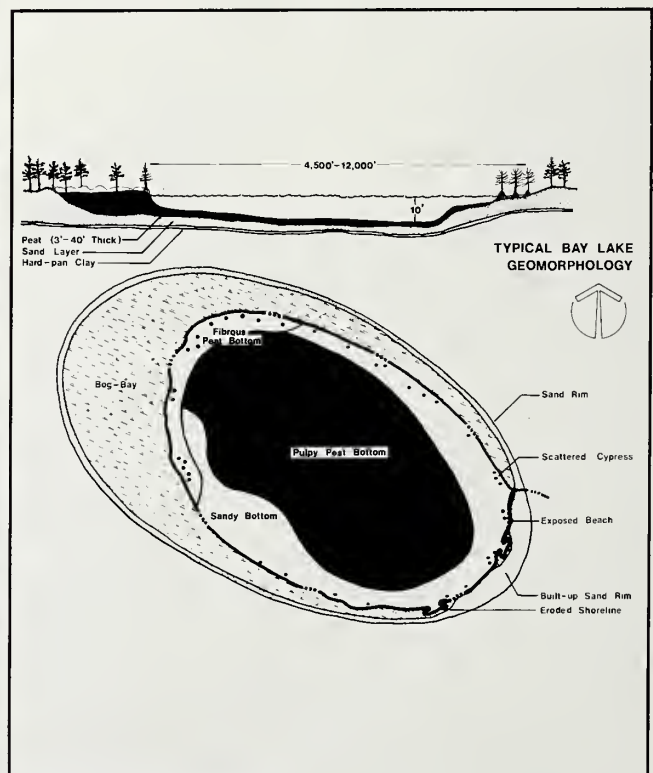 4,500'-12,000'
10'
Peat (3'-40' Thick)
Sand Layer
Hard-pan Clay
TYPICAL BAY LAKE
GEOMORPHOLOGY
Fibrous
Peat Bottom
Bog-Bay
Sand Rim
Scattered Cypress
Pulpy Peat Bottom
Sandy Bottom
Exposed Beach
Built-up Sand Rim
Eroded Shoreline